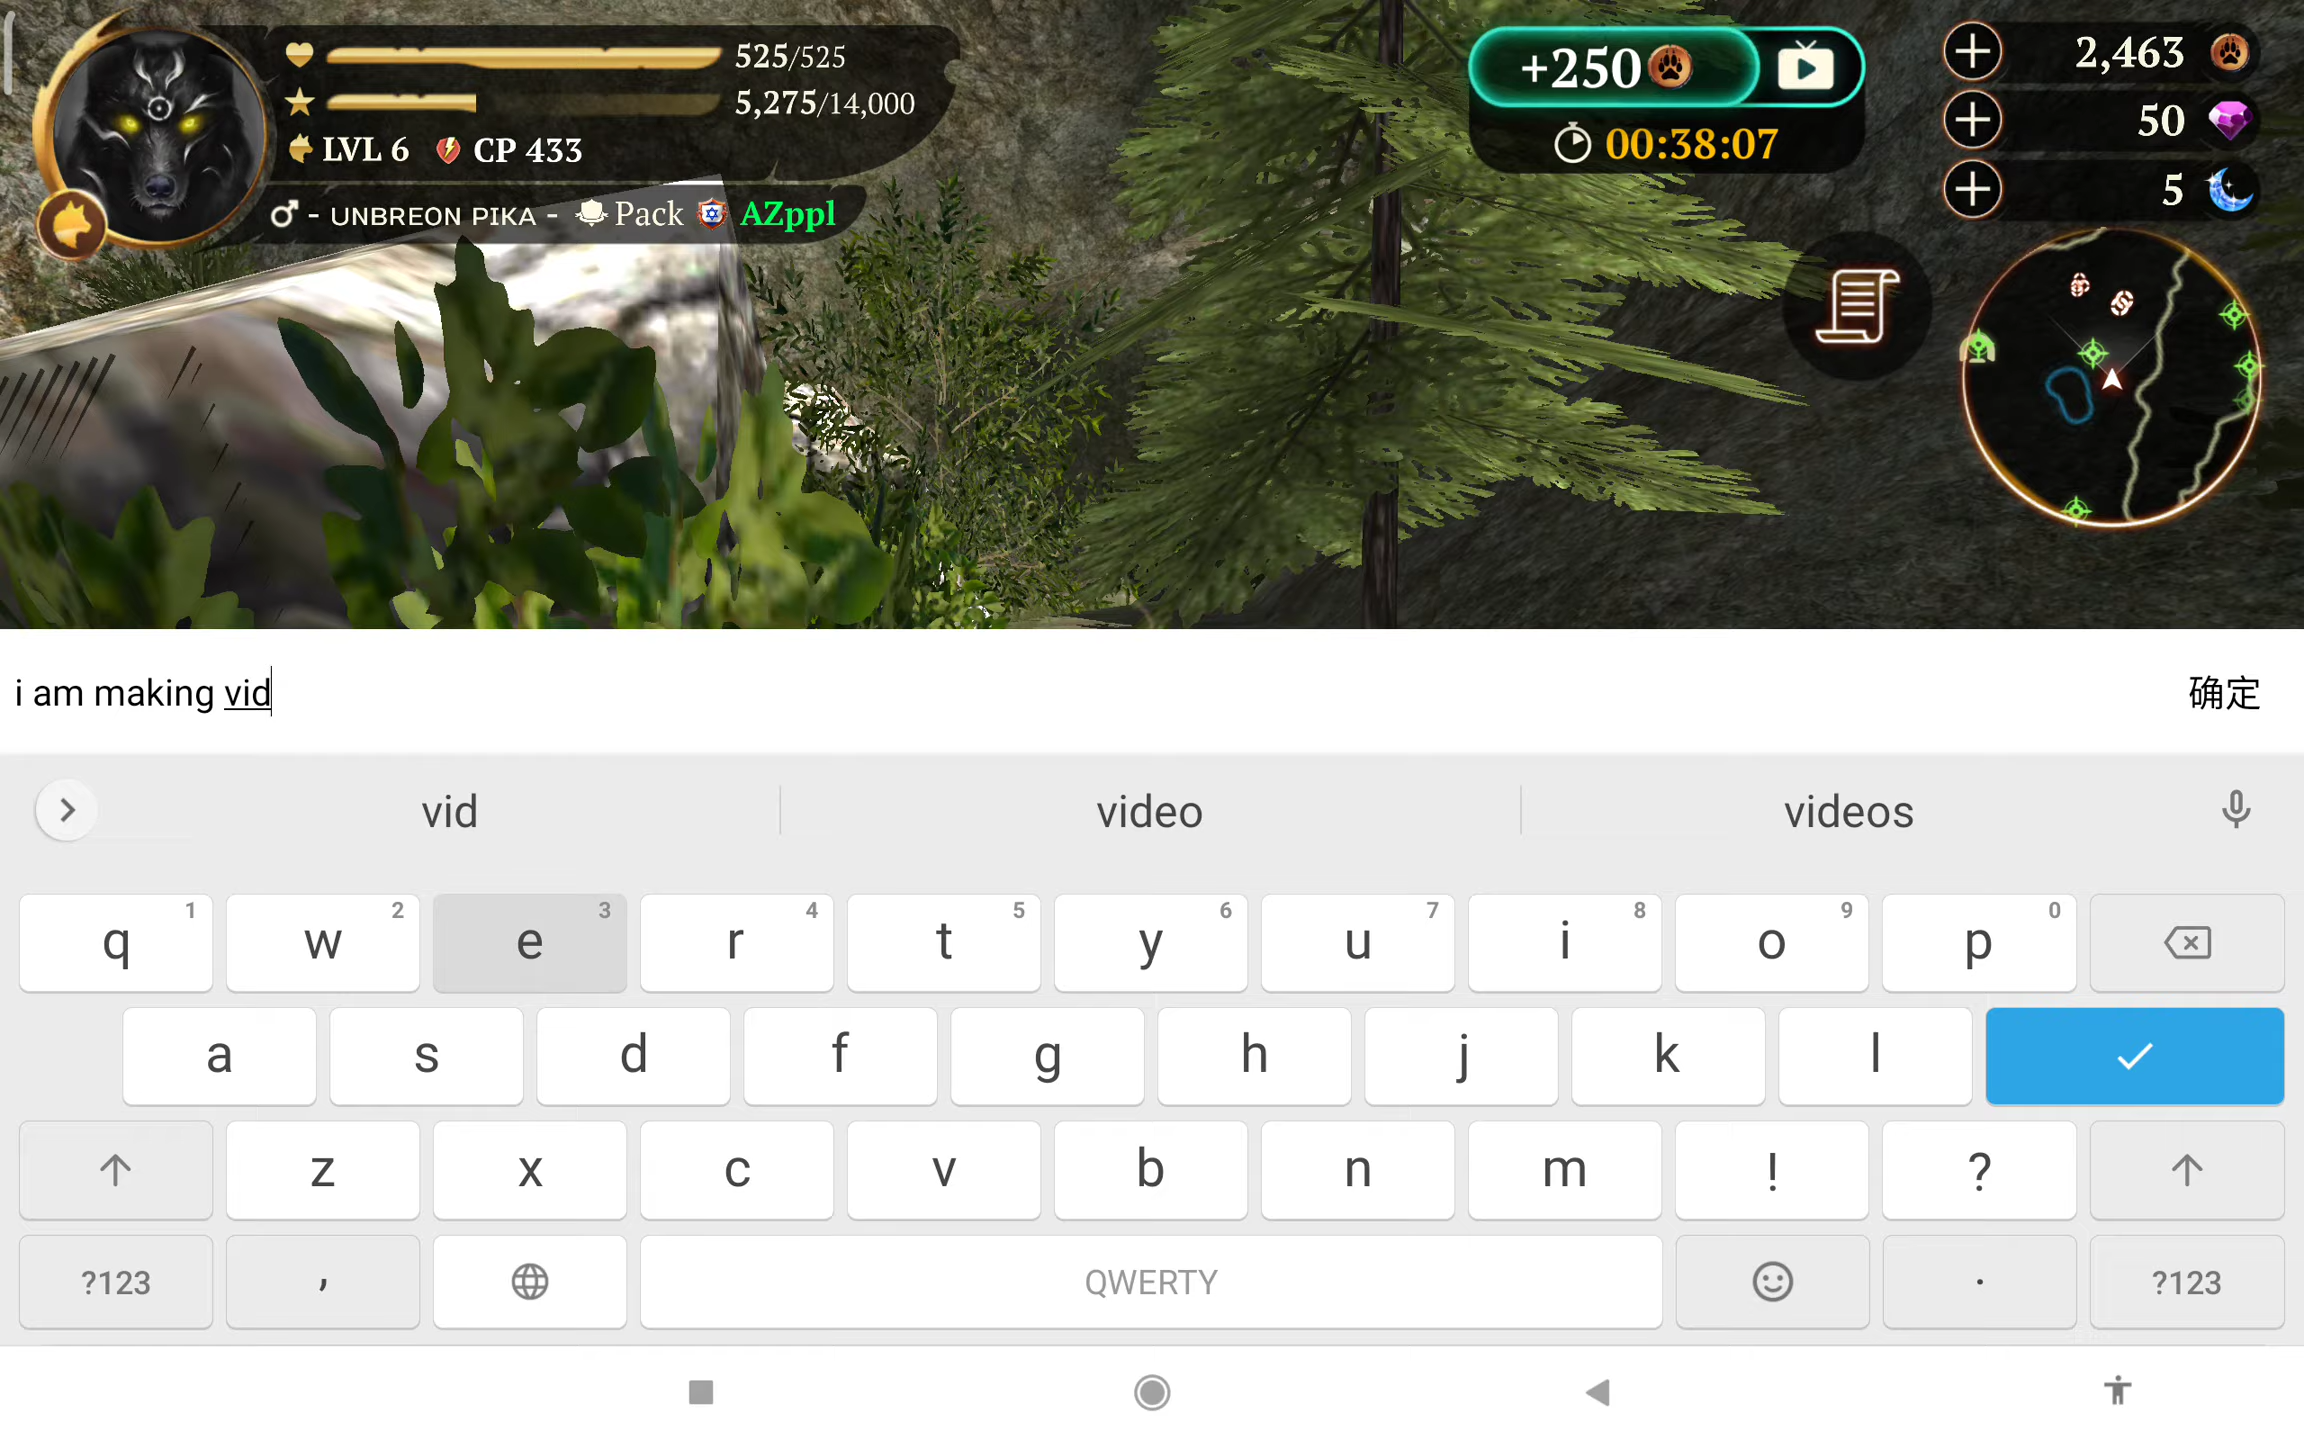 525/525
5,275/14,000
LVL 6 CP 433
- UNBREON PIKA - Pack AZppl
+250
00:38:07
2,463
50
5
i am making vid
确定
vid video videos
q 1 w 2 e 3 r 4 t 5 y 6 u 7 i 8 o 9 p 0
a s d f g h j k l
z x c v b n m ! ?
?123 , QWERTY . ?123